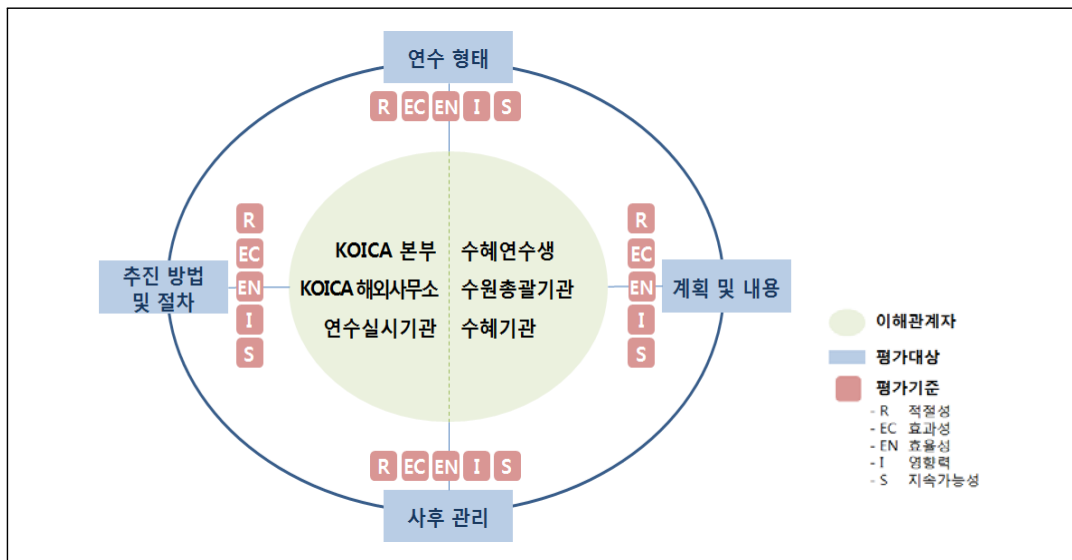 연수 형태
R EC EN I S
R
EC
EN
I
S
추진 방법
및 절차
KOICA 본부
KOICA 해외사무소
연수실시기관
수혜연수생
수원총괄기관
수혜기관
R
EC
EN
I
S
계획 및 내용
R EC EN I S
사후 관리
이해관계자
평가대상
평가기준
- R 적절성
- EC 효과성
- EN 효율성
- I 영향력
- S 지속가능성